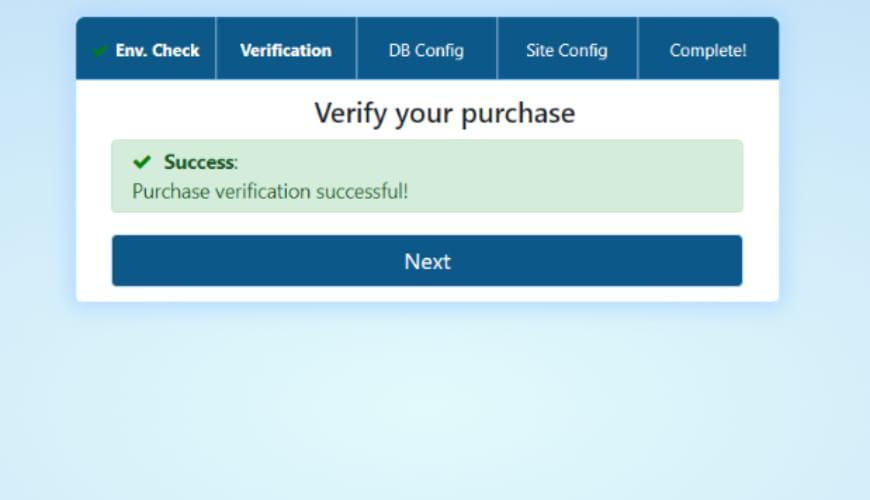 Env. Check Verification DB Config Site Config Complete!
Verify your purchase
Success:
Purchase verification successful!
Next